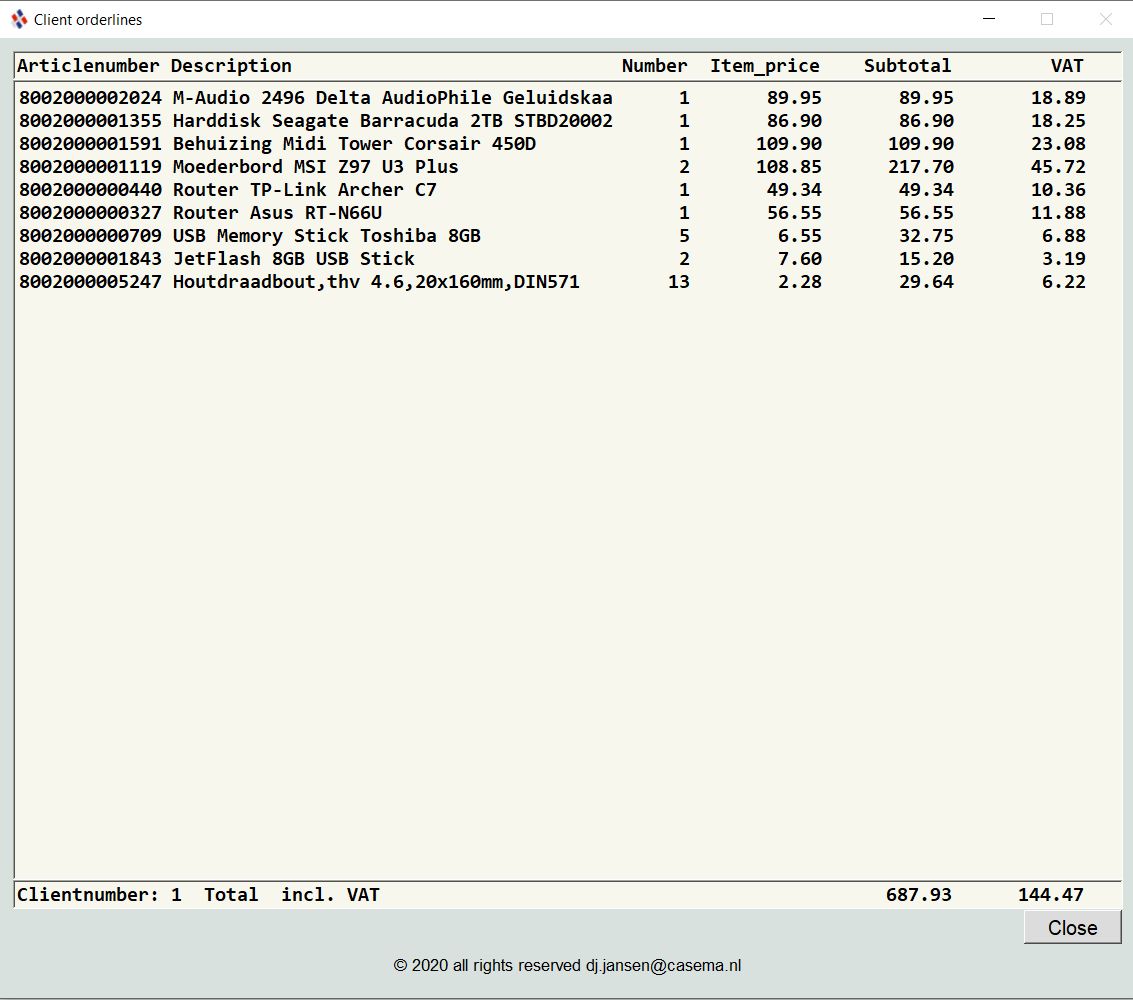 Client orderlines
Articlenumber Description Number Item_price Subtotal VAT
8002000002024 M-Audio 2496 Delta AudioPhile Geluidskaa 1 89.95 89.95 18.89
8002000001355 Harddisk Seagate Barracuda 2TB STBD20002 1 86.90 86.90 18.25
8002000001591 Behuizing Midi Tower Corsair 450D 1 109.90 109.90 23.08
8002000001119 Moederbord MSI Z97 U3 Plus 2 108.85 217.70 45.72
8002000000440 Router TP-Link Archer C7 1 49.34 49.34 10.36
8002000000327 Router Asus RT-N66U 1 56.55 56.55 11.88
8002000000709 USB Memory Stick Toshiba 8GB 5 6.55 32.75 6.88
8002000001843 JetFlash 8GB USB Stick 2 7.60 15.20 3.19
8002000005247 Houtdraadbout,thv 4.6,20x160mm,DIN571 13 2.28 29.64 6.22
Clientnumber: 1 Total incl. VAT 687.93 144.47
Close
© 2020 all rights reserved dj.jansen@casema.nl